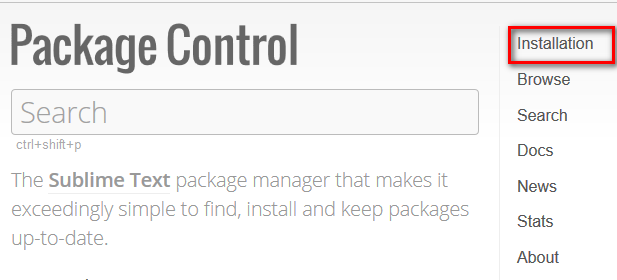 Package Control
Search
ctrl+shift+p
The Sublime Text package manager that makes it
exceedingly simple to find, install and keep packages
up-to-date.
Installation
Browse
Search
Docs
News
Stats
About